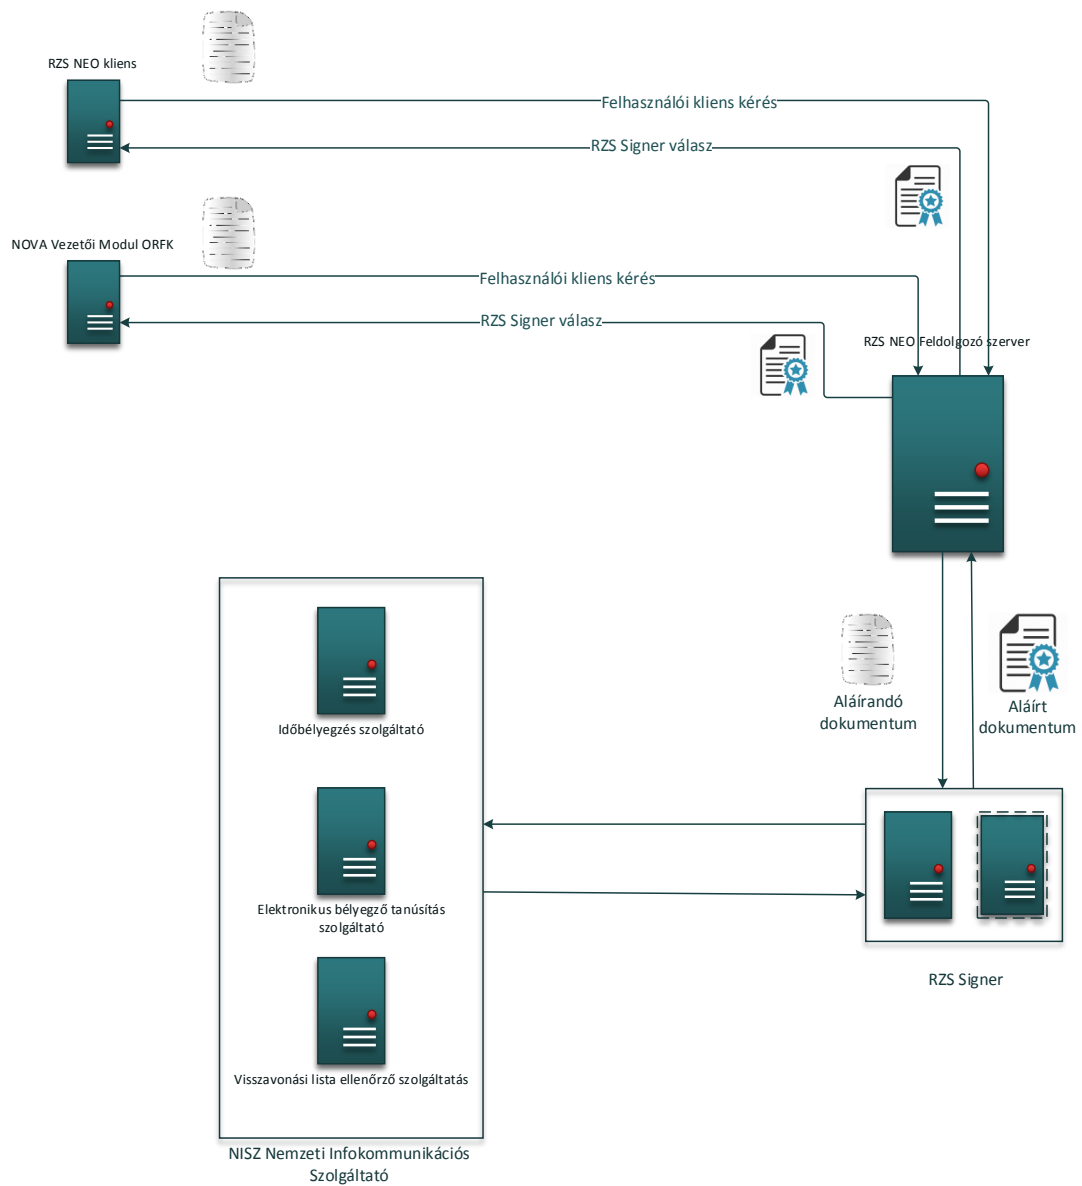 RZS NEO kliens
Felhasználói kliens kérés
RZS Signer válasz
NOVA Vezetői Modul ORFK
Felhasználói kliens kérés
RZS Signer válasz
RZS NEO Feldolgozó szerver
Aláírandó
dokumentum
Aláírt
dokumentum
Időbélyegzés szolgáltató
Elektronikus bélyegző tanúsítás
szolgáltató
RZS Signer
Visszavonási lista ellenőrző szolgáltatás
NISZ Nemzeti Infokommunikációs
Szolgáltató